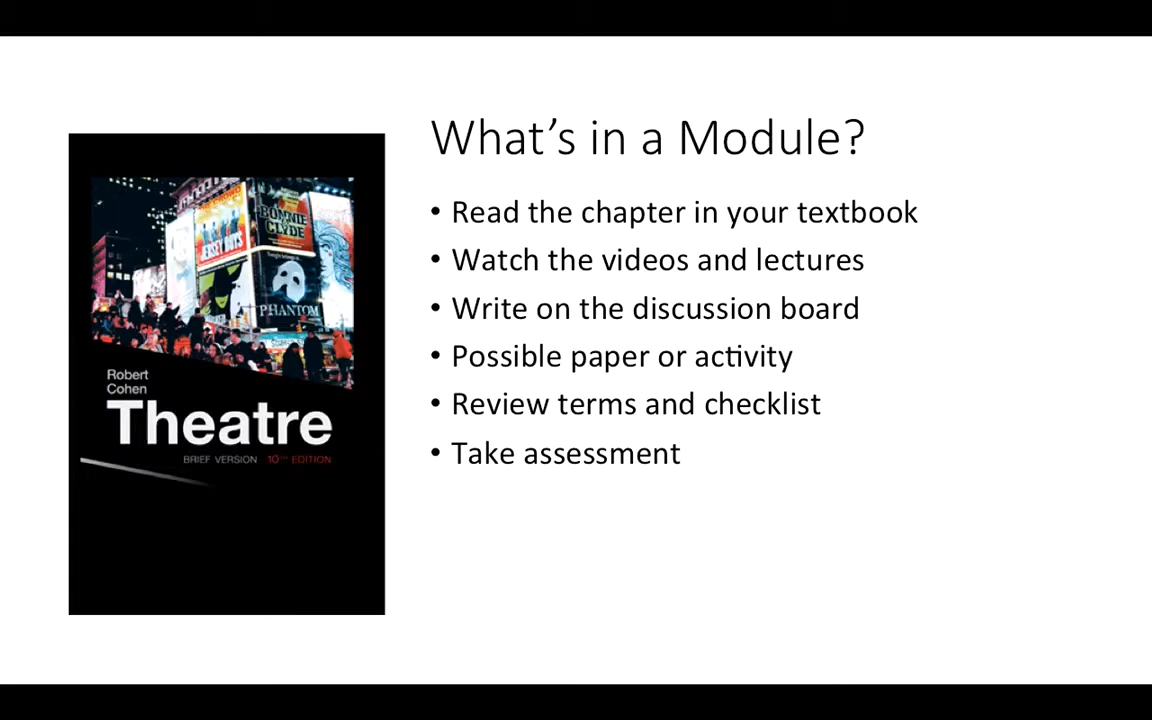 What’s in a Module?
• Read the chapter in your textbook
• Watch the videos and lectures
• Write on the discussion board
• Possible paper or activity
• Review terms and checklist
• Take assessment
JERSEY BOYS
BONNIE
& CLYDE
PHANTOM
Robert
Cohen
Theatre
BRIEF VERSION 10TH EDITION